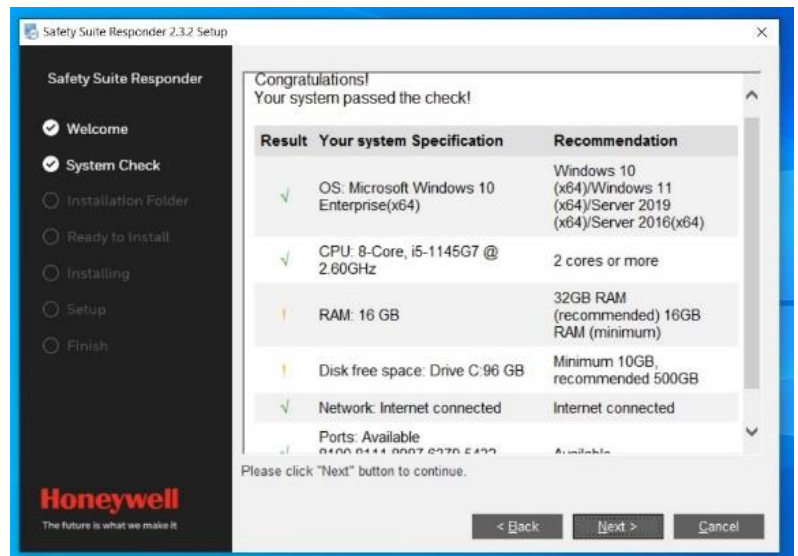 Safety Suite Responder 2.3.2 Setup
Safety Suite Responder
Welcome
System Check
Installation Folder
Ready to Install
Installing
Setup
Finish
Honeywell
The future is what we make it
Congratulations!
Your system passed the check!
Result Your system Specification Recommendation
√ OS: Microsoft Windows 10
Enterprise(x64)
Windows 10
(x64)/Windows 11
(x64)/Server 2019
(x64)/Server 2016(x64)
√ CPU: 8-Core, i5-1145G7 @
2.60GHz
2 cores or more
! RAM: 16 GB
32GB RAM
(recommended) 16GB
RAM (minimum)
! Disk free space: Drive C:96 GB
Minimum 10GB,
recommended 500GB
√ Network: Internet connected Internet connected
√ Ports: Available
Available
Please click "Next" button to continue.
< Back Next > Cancel